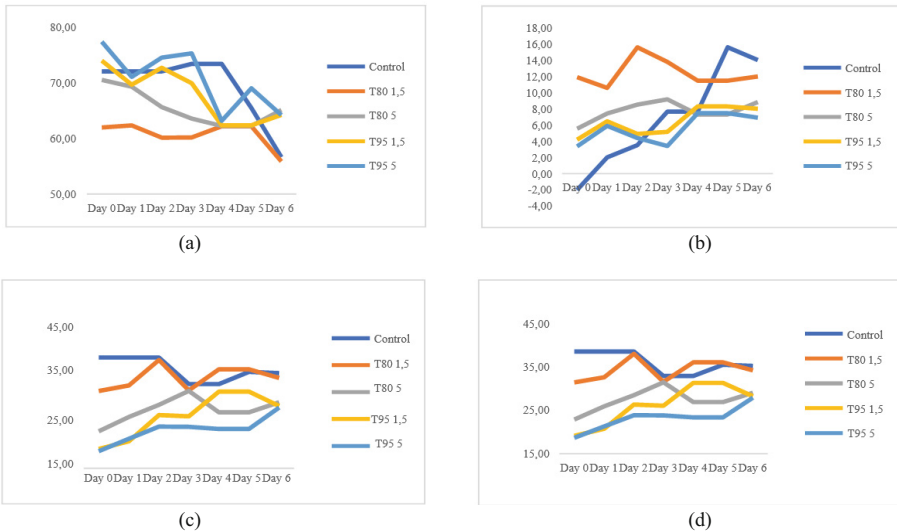 80,00
70,00
60,00
50,00
Day 0 Day 1 Day 2 Day 3 Day 4 Day 5 Day 6
Control
T80 1,5
T80 5
T95 1,5
T95 5
(a)
18,00
16,00
14,00
12,00
10,00
8,00
6,00
4,00
2,00
0,00
-2,00
-4,00
Day 0 Day 1 Day 2 Day 3 Day 4 Day 5 Day 6
Control
T80 1,5
T80 5
T95 1,5
T95 5
(b)
45,00
35,00
25,00
15,00
Day 0 Day 1 Day 2 Day 3 Day 4 Day 5 Day 6
Control
T80 1,5
T80 5
T95 1,5
T95 5
(c)
45,00
35,00
25,00
15,00
Day 0 Day 1 Day 2 Day 3 Day 4 Day 5 Day 6
Control
T80 1,5
T80 5
T95 1,5
T95 5
(d)